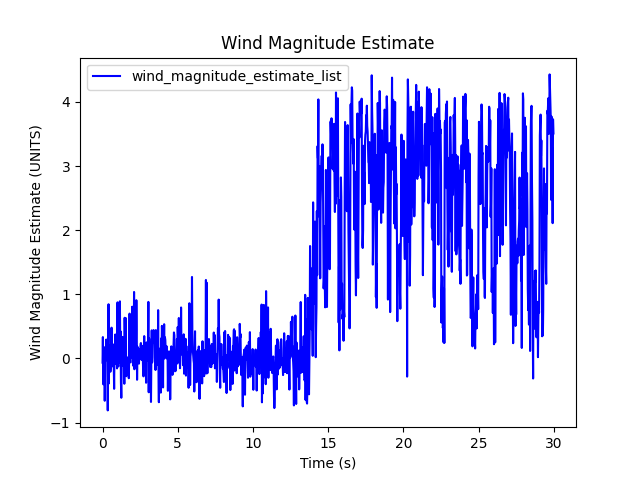 Wind Magnitude Estimate
wind_magnitude_estimate_list
Wind Magnitude Estimate (UNITS)
4
3
2
1
0
−1
0 5 10 15 20 25 30
Time (s)